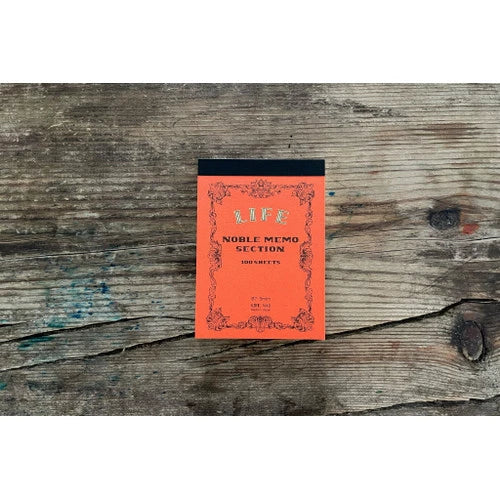 LIFE
NOBLE MEMO
SECTION
100 SHEETS